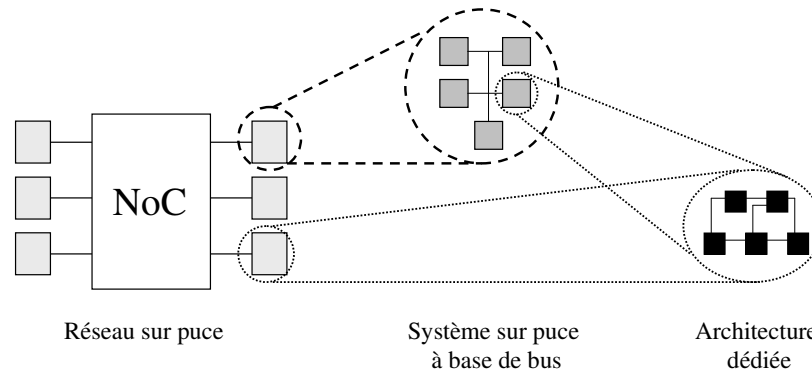 NoC
Réseau sur puce
Système sur puce
à base de bus
Architecture
dédiée